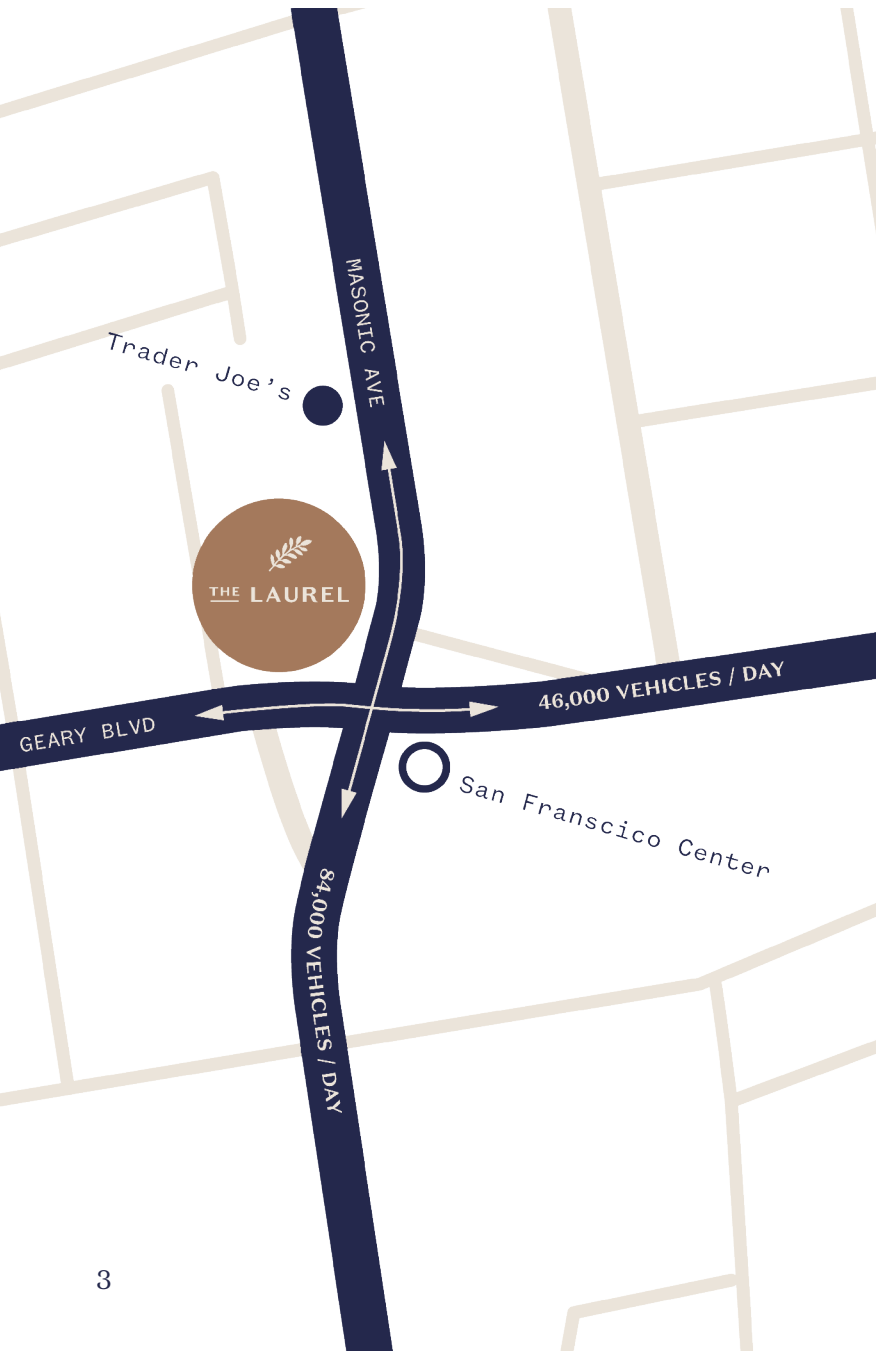 MASONIC AVE
Trader Joe's
THE LAUREL
46,000 VEHICLES / DAY
GEARY BLVD
San Franscico Center
84,000 VEHICLES / DAY
3